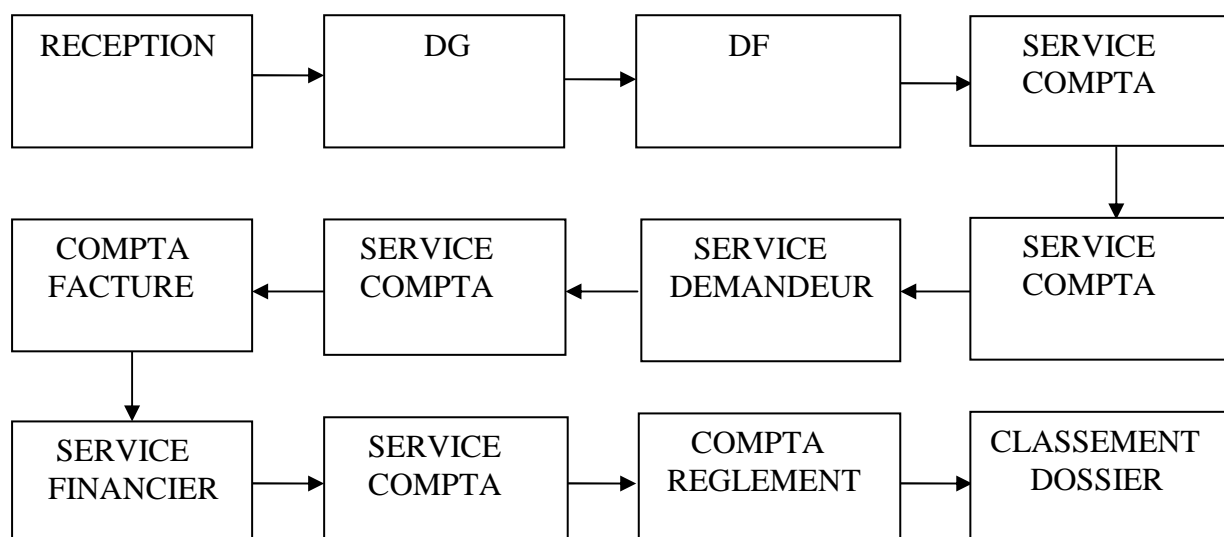 RECEPTION
DG
DF
SERVICE
COMPTA
SERVICE
COMPTA
SERVICE
DEMANDEUR
SERVICE
COMPTA
COMPTA
FACTURE
SERVICE
FINANCIER
SERVICE
COMPTA
COMPTA
REGLEMENT
CLASSEMENT
DOSSIER